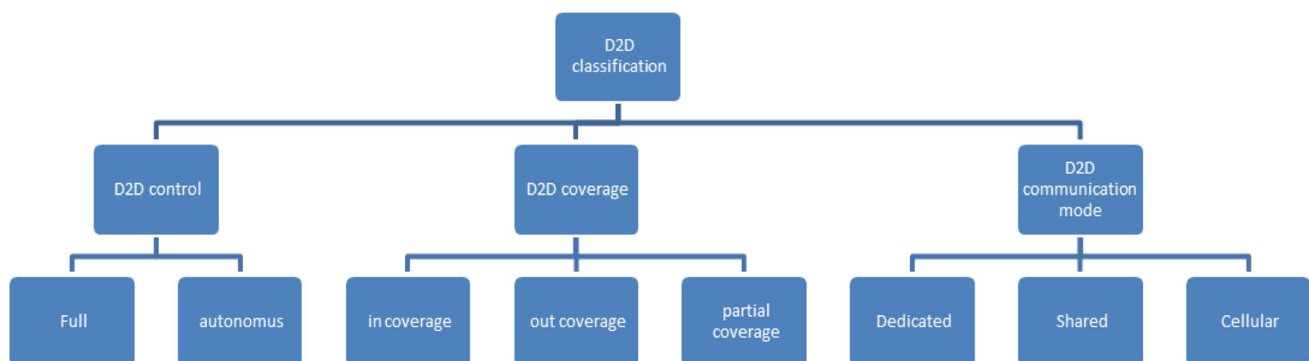 D2D
classification
D2D control
D2D coverage
D2D
communication
mode
Full
autonomus
in coverage
out coverage
partial
coverage
Dedicated
Shared
Cellular